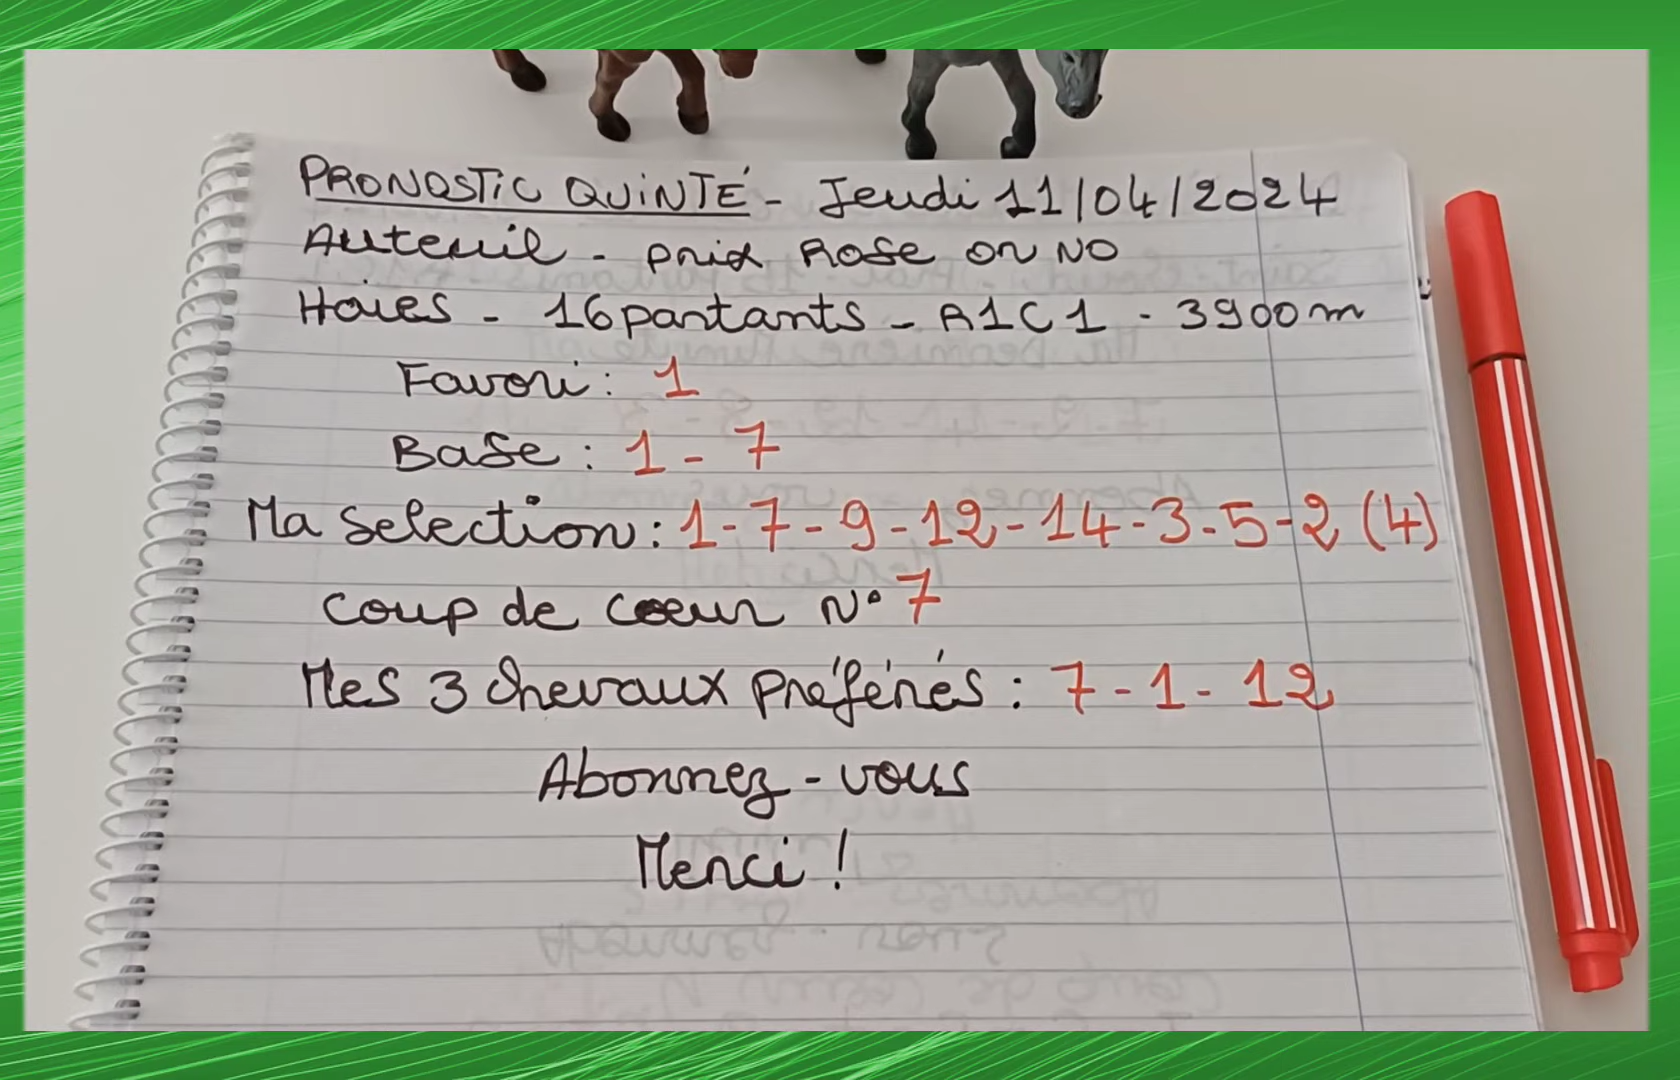 PRONOSTIC QUINTÉ - Jeudi 11/04/2024
Auteuil - prix Rose or No
Haies - 16 partants - R1C1 - 3900m
Favori : 1
Base : 1 - 7
Ma selection : 1 - 7 - 9 - 12 - 14 - 3 - 5 - 2 (4)
coup de coeur N° 7
Mes 3 chevaux préférés : 7 - 1 - 12
Abonnez - vous
Merci !